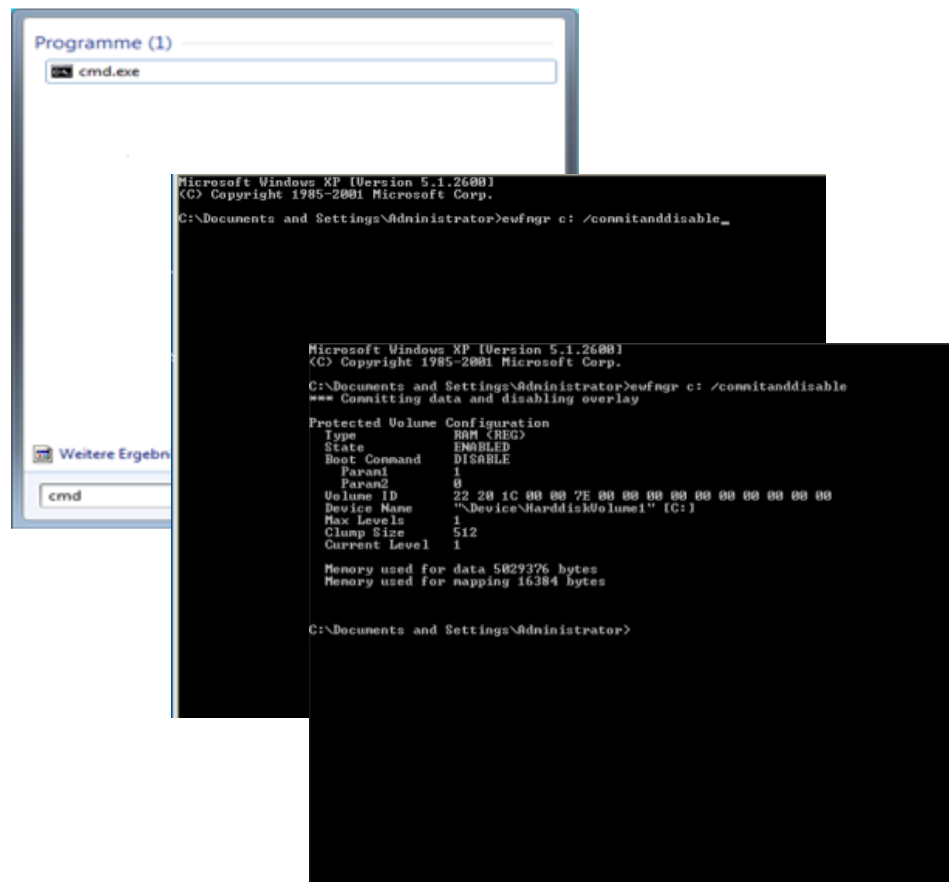 Programme (1)
cmd.exe
Weitere Ergebn
cmd
Microsoft Windows XP [Version 5.1.2600]
(C) Copyright 1985-2001 Microsoft Corp.
C:\Documents and Settings\Administrator>ewfmgr c: /commitanddisable_
Microsoft Windows XP [Version 5.1.2600]
(C) Copyright 1985-2001 Microsoft Corp.
C:\Documents and Settings\Administrator>ewfmgr c: /commitanddisable
*** Committing data and disabling overlay
Protected Volume Configuration
Type RAM (REG)
State ENABLED
Boot Command DISABLE
Param1 1
Param2 0
Volume ID 22 20 1C 00 00 7E 00 00 00 00 00 00 00 00 00 00
Device Name "\Device\HarddiskVolume1" [C:]
Max Levels 1
Clump Size 512
Current Level 1
Memory used for data 5029376 bytes
Memory used for mapping 16384 bytes
C:\Documents and Settings\Administrator>